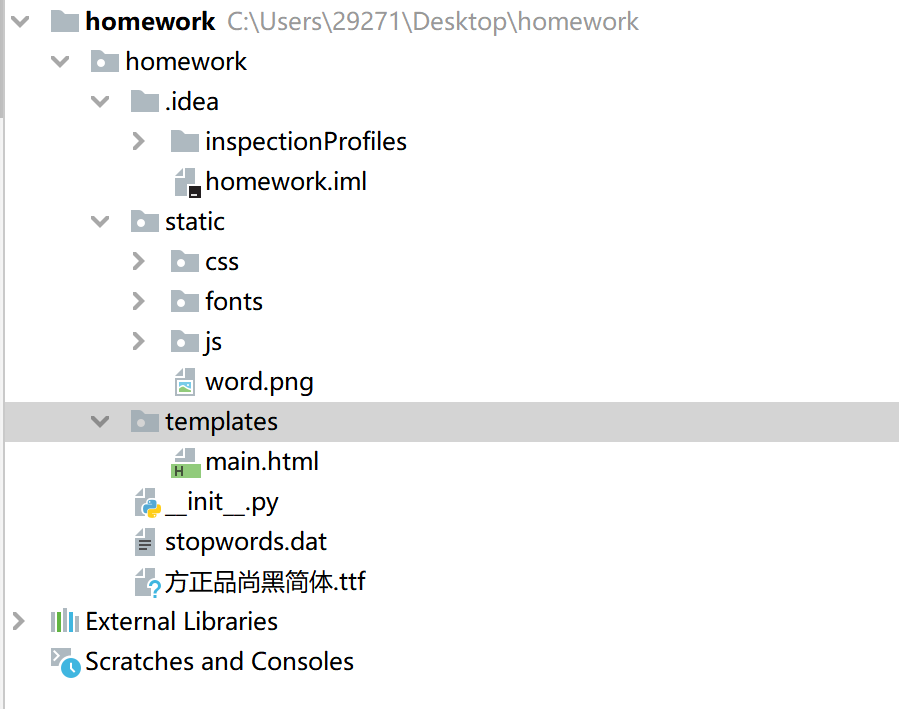 homework C:\Users\29271\Desktop\homework
homework
.idea
inspectionProfiles
homework.iml
static
css
fonts
js
word.png
templates
H main.html
__init__.py
stopwords.dat
方正品尚黑简体.ttf
External Libraries
Scratches and Consoles